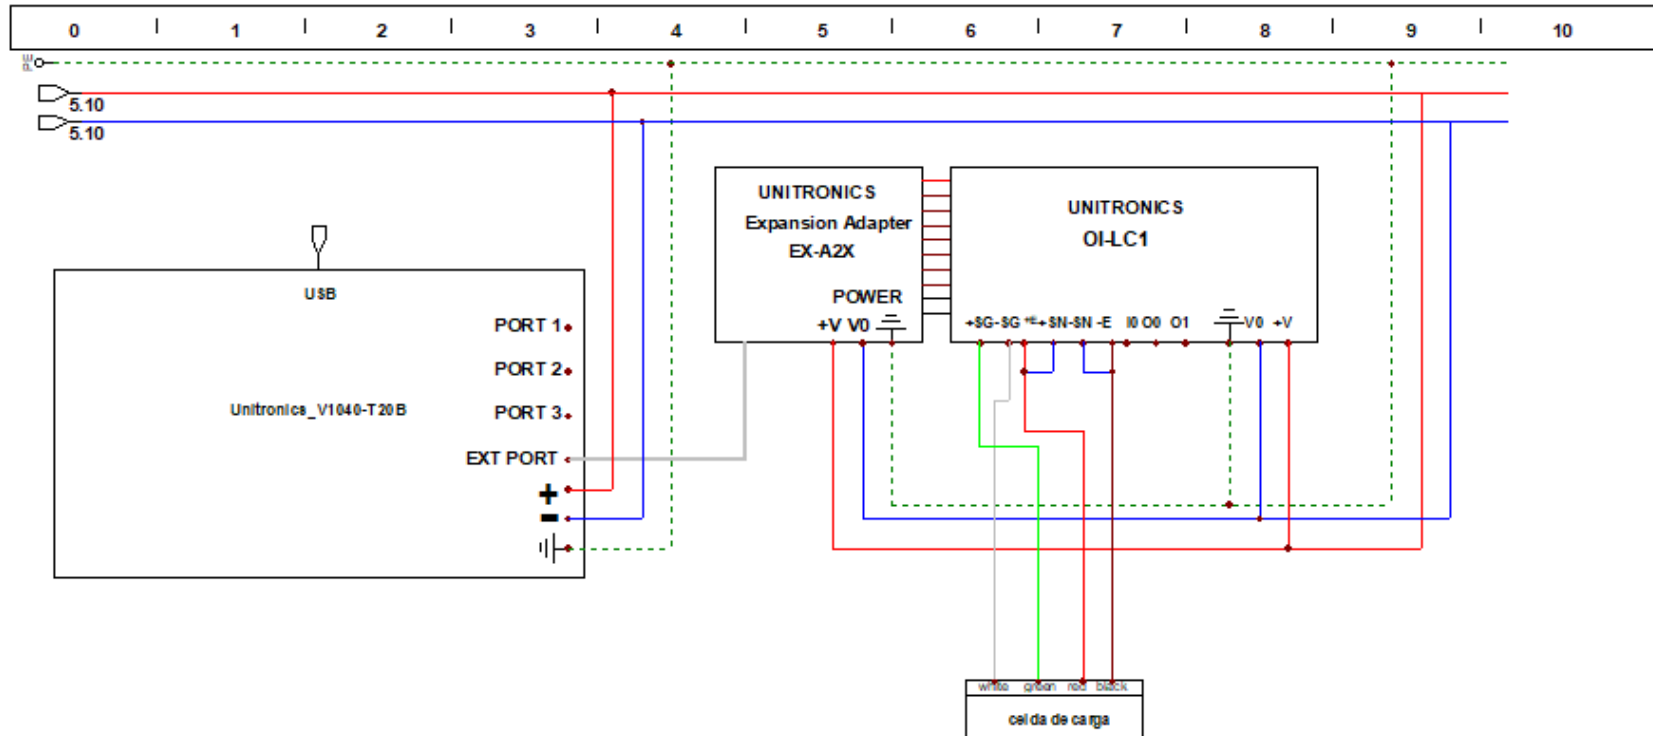 0 1 2 3 4 5 6 7 8 9 10
PE
5.10
5.10
USB
PORT 1
PORT 2
PORT 3
Unitronics_V1040-T20B
EXT PORT
+
-
UNITRONICS
Expansion Adapter
EX-A2X
POWER
+V V0
UNITRONICS
OI-LC1
+SG -SG +E +SN -SN -E I0 O0 O1 V0 +V
white green red black
celda de carga